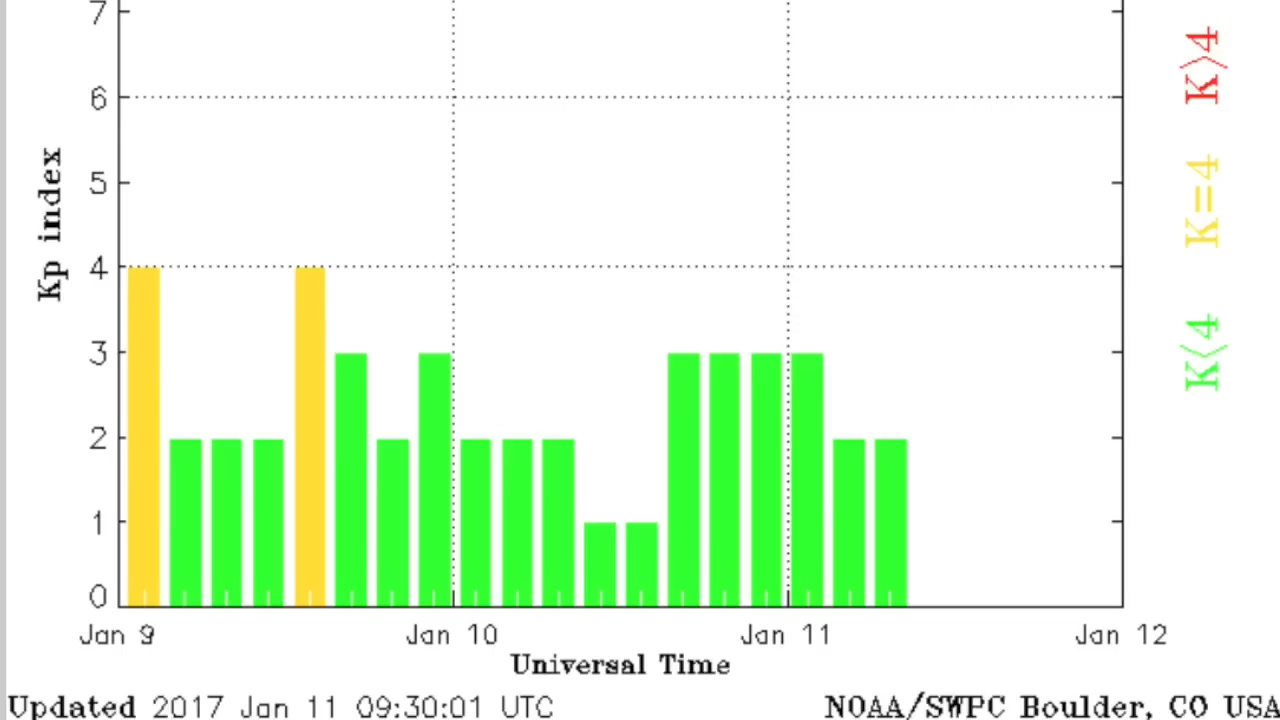 7
6
5
4
3
2
1
0
Kp index
Jan 9 Jan 10 Jan 11 Jan 12
Universal Time
Updated 2017 Jan 11 09:30:01 UTC NOAA/SWPC Boulder, CO USA
K<4 K=4 K>4